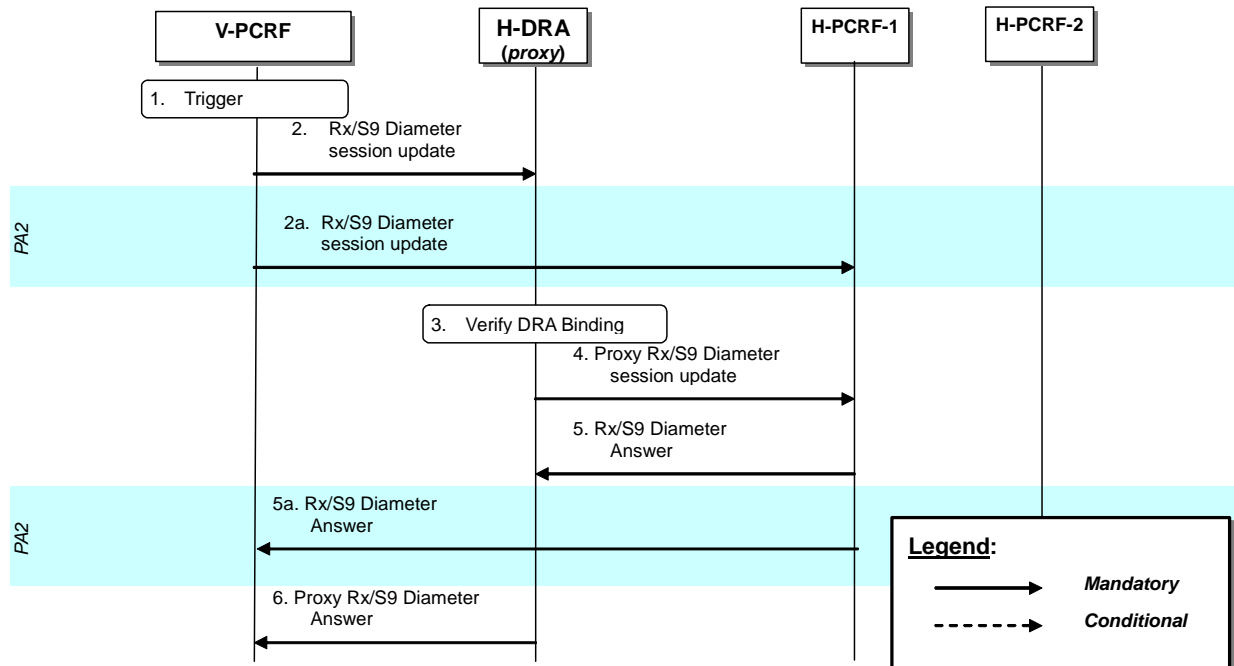 V-PCRF
H-DRA
(proxy)
H-PCRF-1
H-PCRF-2
1. Trigger
2. Rx/S9 Diameter
session update
PA2
2a. Rx/S9 Diameter
session update
3. Verify DRA Binding
4. Proxy Rx/S9 Diameter
session update
5. Rx/S9 Diameter
Answer
PA2
5a. Rx/S9 Diameter
Answer
6. Proxy Rx/S9 Diameter
Answer
Legend:
Mandatory
Conditional